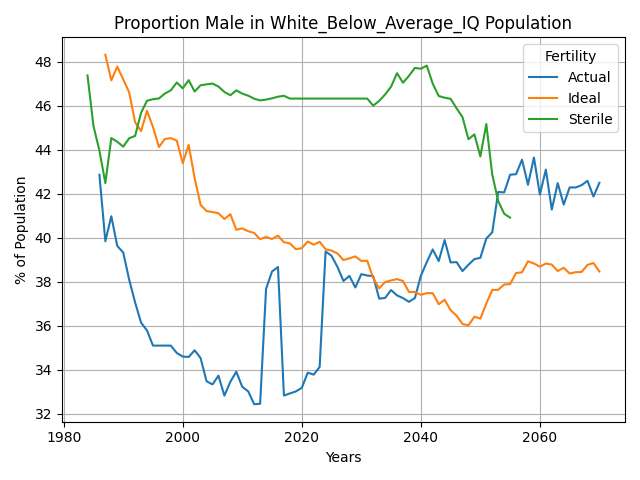 Proportion Male in White_Below_Average_IQ Population
Fertility
Actual
Ideal
Sterile
% of Population
48
46
44
42
40
38
36
34
32
1980
2000
2020
2040
2060
Years